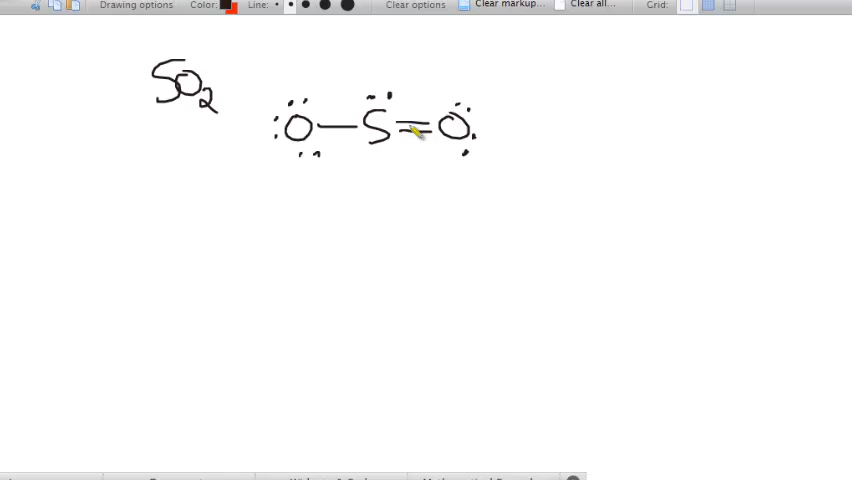 Drawing options Color: Line: Clear options Clear markup... Clear all... Grid:
SO2
O — S = O